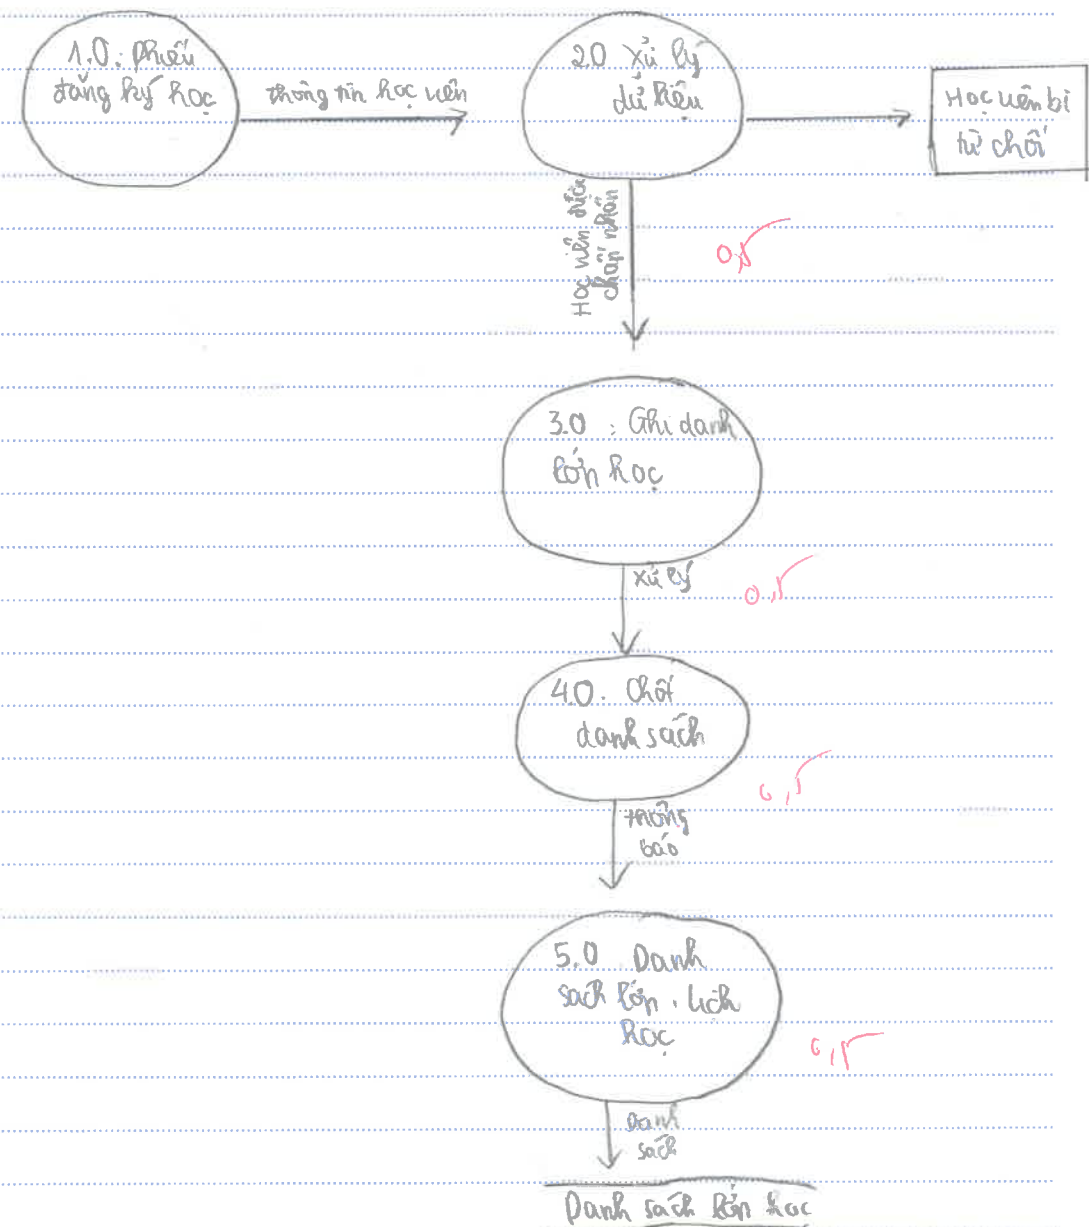 1.0: Phiếu
đăng ký học
thông tin học viên
2.0 Xử lý
dữ liệu
Học viên bị
từ chối
Học viên được
chấp nhận
0,5
3.0 : Ghi danh
lớp học
xử lý
0,5
4.0. Chốt
danh sách
0,5
thông
báo
5.0 Danh
sách lớp, lịch
học
0,5
Danh
sách
Danh sách lớp học